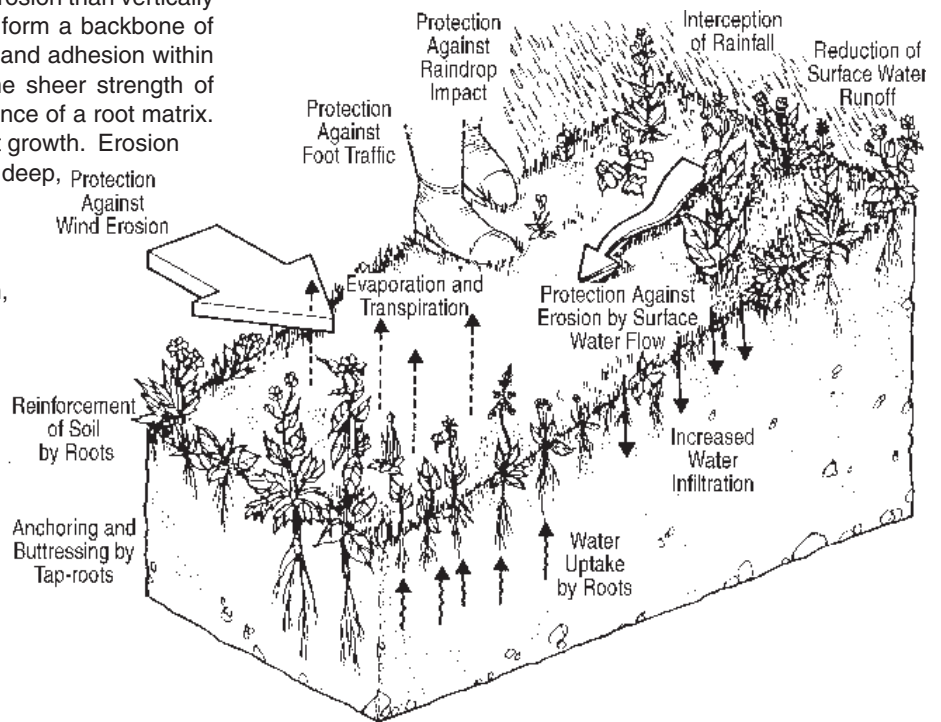 rosion than vertically
form a backbone of
and adhesion within
e sheer strength of
nce of a root matrix.
t growth. Erosion
deep,
Protection
Against
Wind Erosion
Protection
Against
Foot Traffic
Protection
Against
Raindrop
Impact
Interception
of Rainfall
Reduction of
Surface Water
Runoff
Evaporation and
Transpiration
Protection Against
Erosion by Surface
Water Flow
Reinforcement
of Soil
by Roots
Increased
Water
Infiltration
Anchoring and
Buttressing by
Tap-roots
Water
Uptake
by Roots